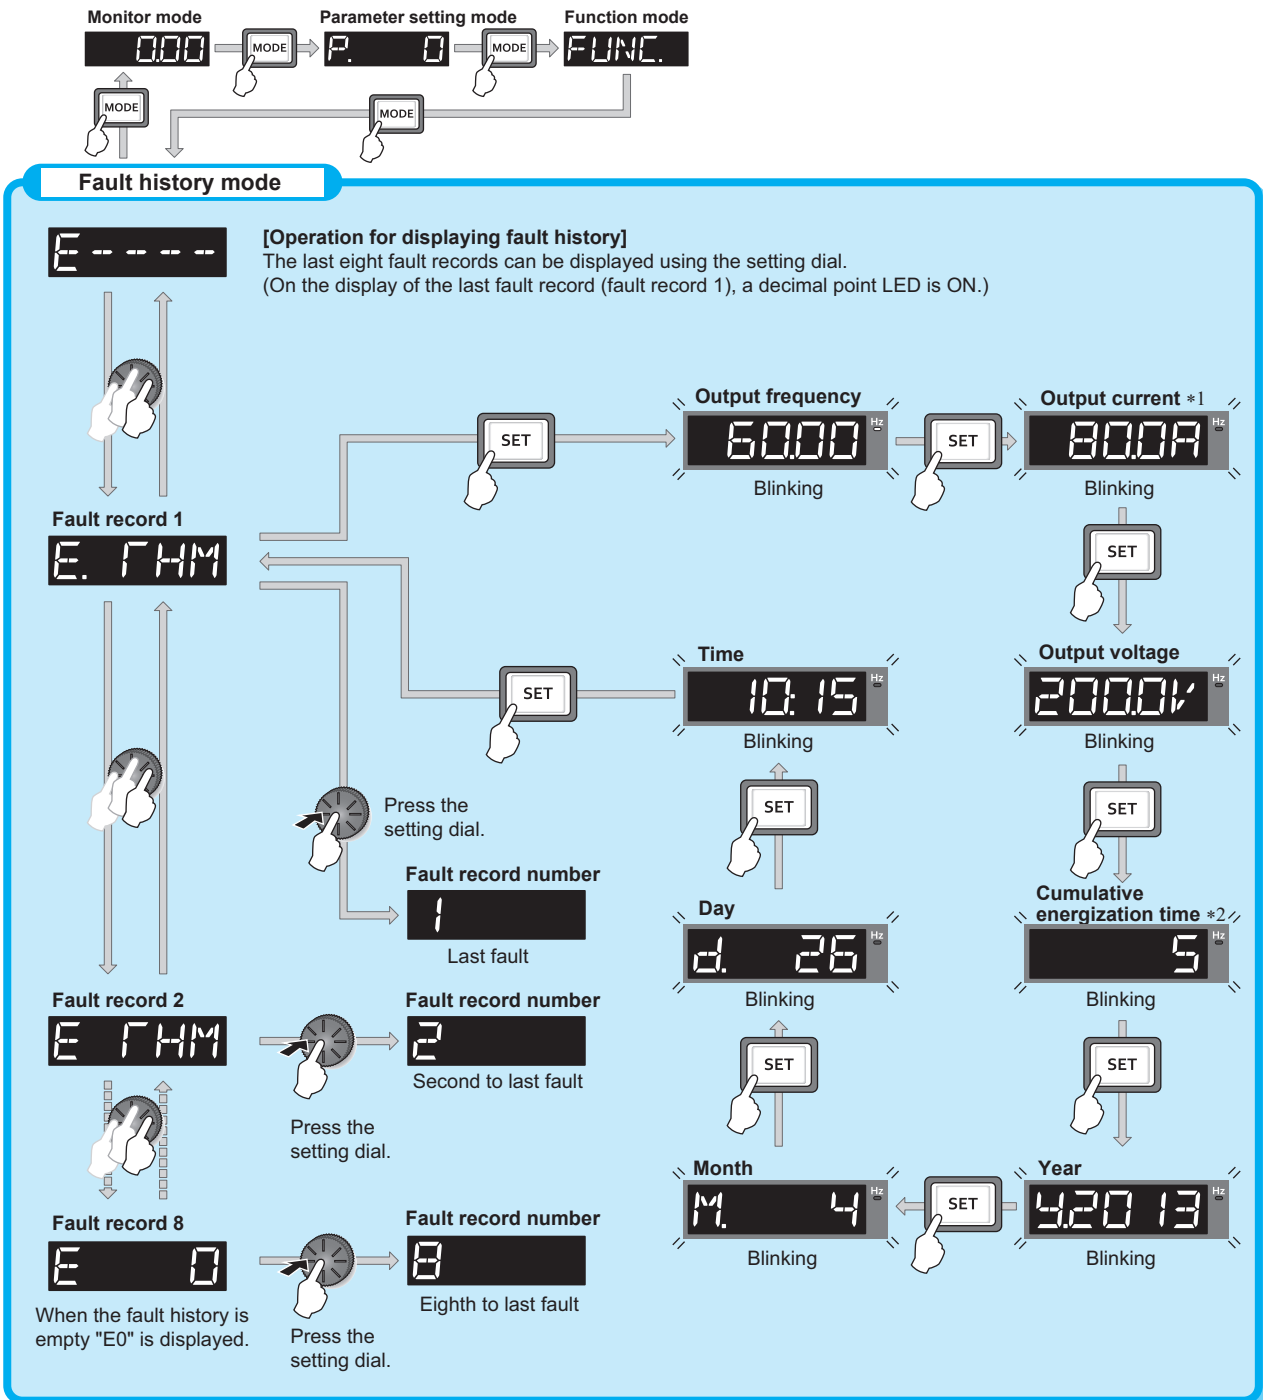 Monitor mode
Parameter setting mode
Function mode
0.00
MODE
P. 0
MODE
FUNC.
MODE
MODE
Fault history mode
E----
[Operation for displaying fault history]
The last eight fault records can be displayed using the setting dial.
(On the display of the last fault record (fault record 1), a decimal point LED is ON.)
Output frequency
Output current *1
SET
60.00
Hz
SET
80.0A
Hz
Blinking
Blinking
Fault record 1
E. THM
SET
Time
Output voltage
SET
10:15
Hz
200.0V
Hz
Blinking
Blinking
Press the
setting dial.
SET
SET
Fault record number
1
Last fault
Day
Cumulative
energization time *2
d. 26
Hz
5
Hz
Blinking
Blinking
Fault record 2
E THM
Fault record number
2
Second to last fault
SET
SET
Press the
setting dial.
Month
Year
M. 4
Hz
SET
Y.2013
Hz
Blinking
Blinking
Fault record 8
E 0
Fault record number
8
Eighth to last fault
When the fault history is
empty "E0" is displayed.
Press the
setting dial.